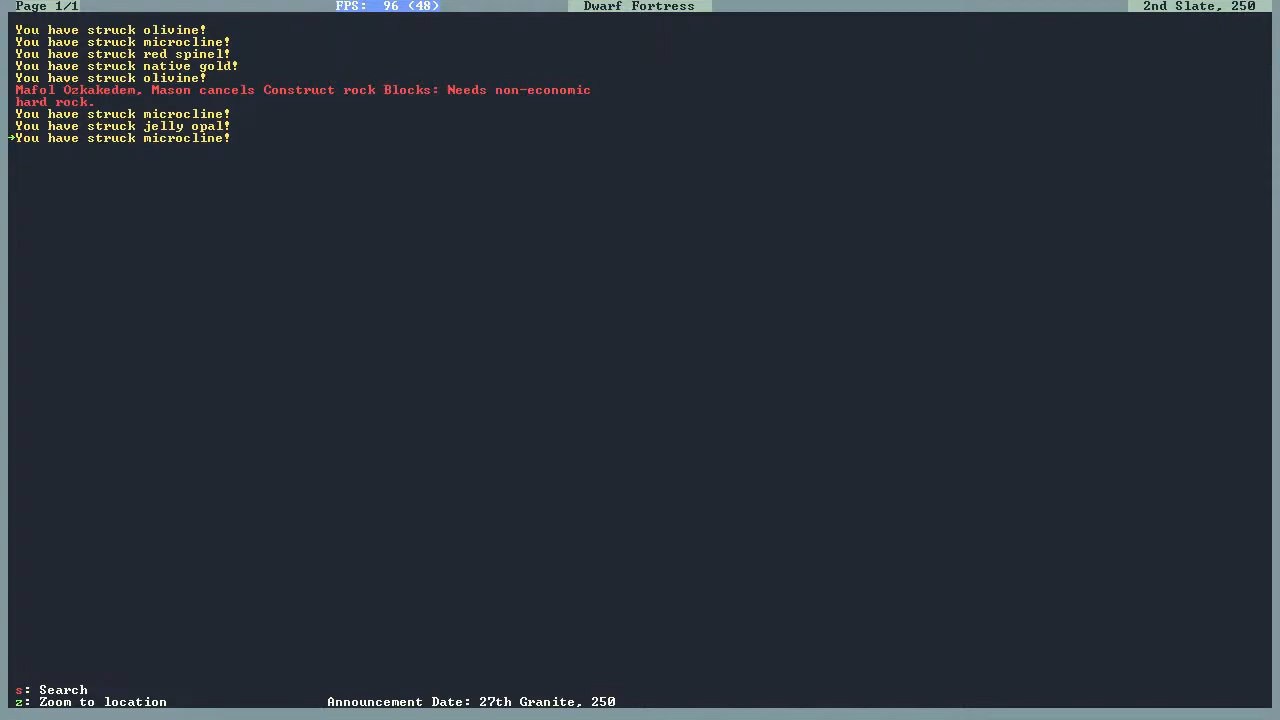 Page 1/1 FPS: 96 (48) Dwarf Fortress 2nd Slate, 250
You have struck olivine!
You have struck microcline!
You have struck red spinel!
You have struck native gold!
You have struck olivine!
Mafol Ozkakedem, Mason cancels Construct rock Blocks: Needs non-economic
hard rock.
You have struck microcline!
You have struck jelly opal!
→You have struck microcline!
s: Search
z: Zoom to location Announcement Date: 27th Granite, 250